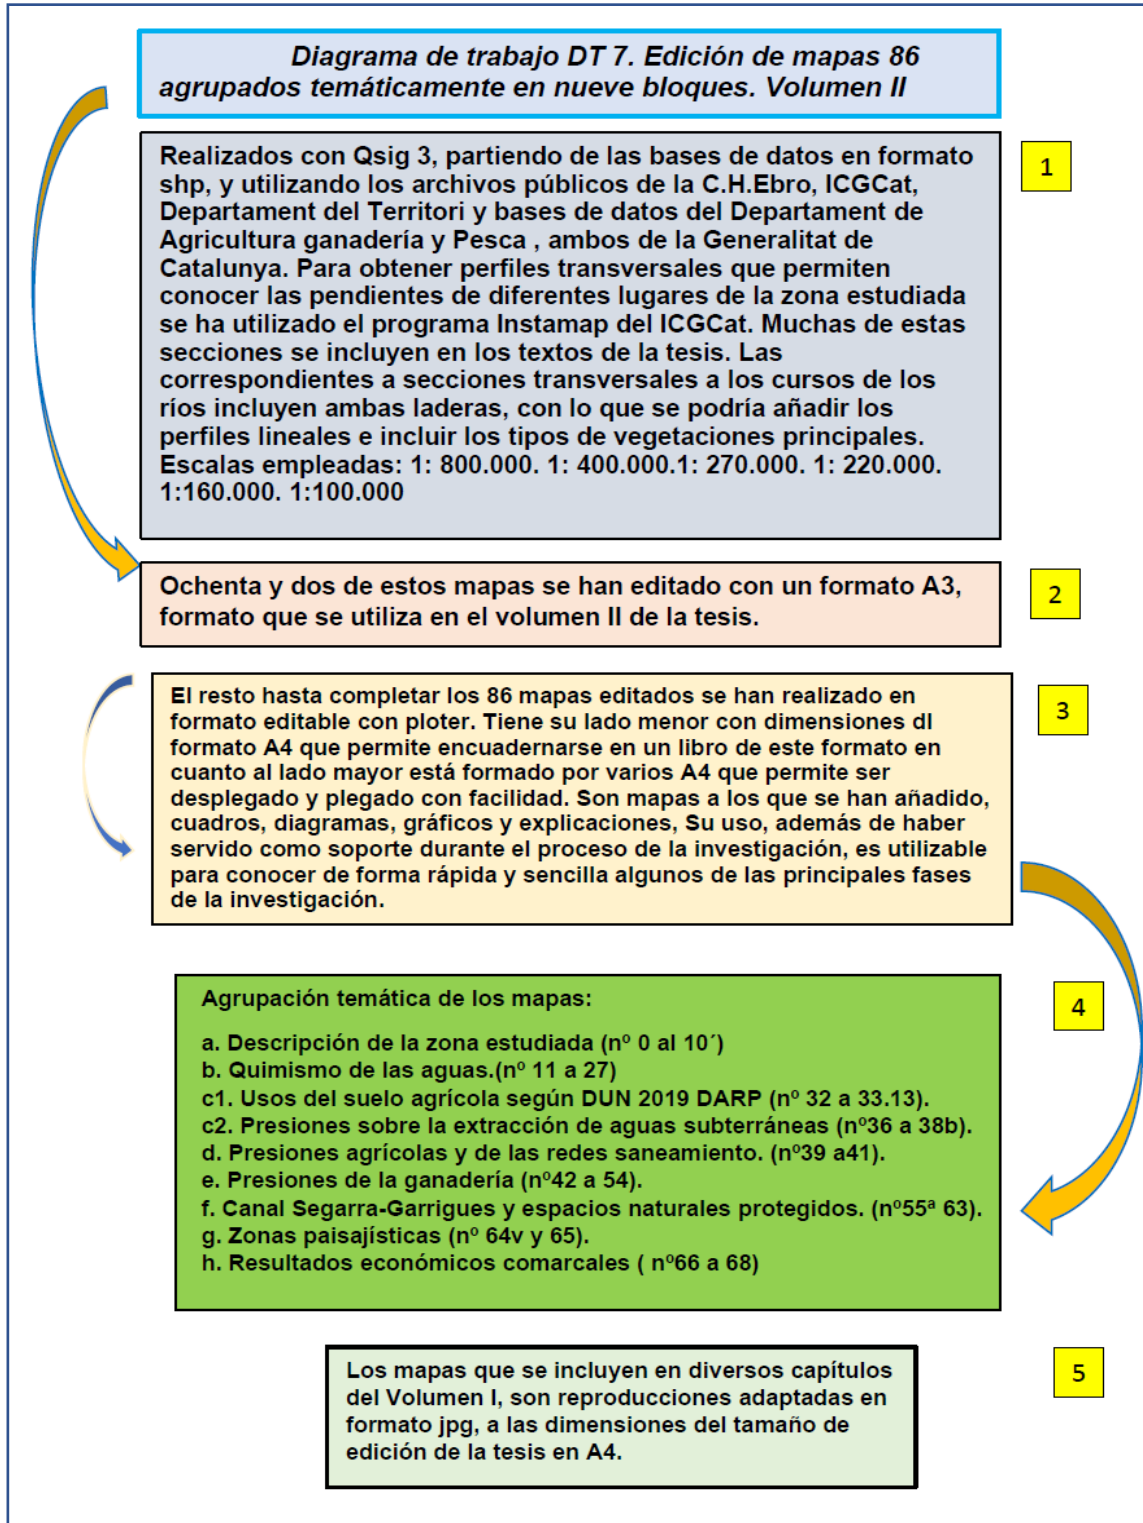 Diagrama de trabajo DT 7. Edición de mapas 86
agrupados temáticamente en nueve bloques. Volumen II
Realizados con Qsig 3, partiendo de las bases de datos en formato
shp, y utilizando los archivos públicos de la C.H.Ebro, ICGCat,
Departament del Territori y bases de datos del Departament de
Agricultura ganadería y Pesca , ambos de la Generalitat de
Catalunya. Para obtener perfiles transversales que permiten
conocer las pendientes de diferentes lugares de la zona estudiada
se ha utilizado el programa Instamap del ICGCat. Muchas de estas
secciones se incluyen en los textos de la tesis. Las
correspondientes a secciones transversales a los cursos de los
ríos incluyen ambas laderas, con lo que se podría añadir los
perfiles lineales e incluir los tipos de vegetaciones principales.
Escalas empleadas: 1: 800.000. 1: 400.000.1: 270.000. 1: 220.000.
1:160.000. 1:100.000
1
Ochenta y dos de estos mapas se han editado con un formato A3,
formato que se utiliza en el volumen II de la tesis.
2
El resto hasta completar los 86 mapas editados se han realizado en
formato editable con ploter. Tiene su lado menor con dimensiones dl
formato A4 que permite encuadernarse en un libro de este formato en
cuanto al lado mayor está formado por varios A4 que permite ser
desplegado y plegado con facilidad. Son mapas a los que se han añadido,
cuadros, diagramas, gráficos y explicaciones, Su uso, además de haber
servido como soporte durante el proceso de la investigación, es utilizable
para conocer de forma rápida y sencilla algunos de las principales fases
de la investigación.
3
Agrupación temática de los mapas:
a. Descripción de la zona estudiada (nº 0 al 10´)
b. Quimismo de las aguas.(nº 11 a 27)
c1. Usos del suelo agrícola según DUN 2019 DARP (nº 32 a 33.13).
c2. Presiones sobre la extracción de aguas subterráneas (nº36 a 38b).
d. Presiones agrícolas y de las redes saneamiento. (nº39 a41).
e. Presiones de la ganadería (nº42 a 54).
f. Canal Segarra-Garrigues y espacios naturales protegidos. (nº55ª 63).
g. Zonas paisajísticas (nº 64v y 65).
h. Resultados económicos comarcales ( nº66 a 68)
4
Los mapas que se incluyen en diversos capítulos
del Volumen I, son reproducciones adaptadas en
formato jpg, a las dimensiones del tamaño de
edición de la tesis en A4.
5